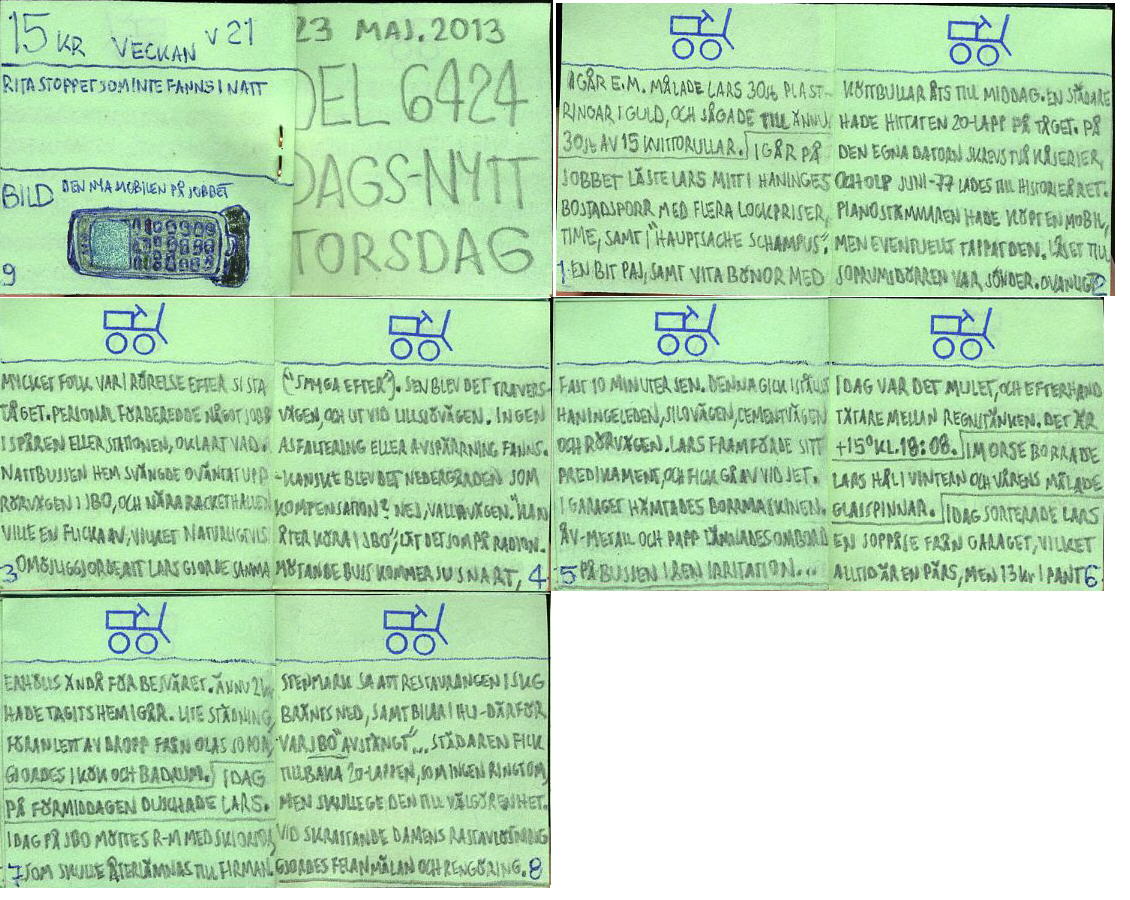 15 KR VECKAN V 21
RITA STOPPET SOM INTE FANNS I NATT
BILD DEN NYA MOBILEN PÅ JOBBET
9
23 MAJ. 2013
DEL 6424
DAGS-NYTT
TORSDAG
IGÅR E.M. MÅLADE LARS 30st PLAST-
RINGAR I GULD, OCH SÅGADE TILL ÄNNU
30st AV 15 KNITTORULLAR. IGÅR PÅ
JOBBET LÄSTE LARS MITT I HANINGES
BOSTADSPORR MED FLERA LOCKPRISER,
TIME, SAMT "HAUPTSACHE SCHAMPUS".
1 EN BIT PAJ, SAMT VITA BÖNOR MED
KÖTTBULLAR ÅTS TILL MIDDAG. EN STÄDARE
HADE HITTAT EN 20-LAPP PÅ TÅGET. PÅ
DEN EGNA DATORN SKREVS TVÅ KÅSERIER,
OCH OLP JUNI-77 LADES TILL HISTORIEÅRET.
PIANOSTÄMMAREN HADE KÖPT EN MOBIL,
MEN EVENTUELLT TAPPAT DEN. LÅSET TILL
SOPRUMSDÖRREN VAR SÖNDER. OVANLIGT 2
MYCKET FOLK VAR I RÖRELSE EFTER SISTA
TÅGET. PERSONAL FÖRBEREDDE NÅGOT JOBB
I SPÅREN ELLER STATIONEN, OKLART VAD.
NATTBUSSEN HEM SVÄNGDE OVÄNTAT UPP
RÖRVÄGEN I JBO, OCH NÄRA RACKETHALLEN
VILLE EN FLICKA AV, VILKET NATURLIGTVIS
3 OMÖJLIGGJORDE ATT LARS GJORDE SAMMA
("SMYGA EFTER"). SEN BLEV DET TRAVERS-
VÄGEN, OCH UT VID LILLSJÖVÄGEN. INGEN
ASFALTERING ELLER AVSPÄRRNING FANNS.
-KANSKE BLEV DET NEDERGÅRDEN SOM
KOMPENSATION? NEJ, VALLAVÄGEN. "KAN
ÅTER KÖRA I JBO", LÄT DET SOM PÅ RADION.
MÖTANDE BUSS KOMMER JU SNART, 4
FAST 10 MINUTER SEN. DENNA GICK ISTÄLLET
HANINGELEDEN, SILOVÄGEN, CEMENTVÄGEN
OCH RÖRVÄGEN. LARS FRAMFÖRDE SITT
PREDIKAMENT, OCH FICK GÅ AV VID JET.
I GARAGET HÄMTADES BORRMASKINEN.
ÄV-METALL OCH PAPP LÄMNADES OMBORD
5 PÅ BUSSEN I REN IRRITATION...
IDAG VAR DET MULET, OCH EFTERHAND
TÄTARE MELLAN REGNSTÄNKEN. DET ÄR
+15° KL. 18:08. IMORSE BORRADE
LARS HÅL I VINTERN OCH VÅRENS MÅLADE
GLASSPINNAR. IDAG SORTERADE LARS
EN SOPPÅSE FRÅN GARAGET, VILKET
ALLTID ÄR EN PÄRS, MEN 13 kr I PANT 6
ERHÖLLS ÄNDÅ FÖR BESVÄRET. ÄNNU 2
HADE TAGITS HEM IGÅR. LITE STÄDNING,
FÖRANLETT AV DROPP FRÅN OLAS SOPOR,
GJORDES I KÖK OCH BADRUM. IDAG
PÅ FÖRMIDDAGEN DUSCHADE LARS.
IDAG PÅ JBO MÖTTES R-M MED SKJORTOR,
7 SOM SKULLE ÅTERLÄMNAS TILL FIRMAN.
STENMARK SA ATT RESTAURANGEN I SKG
BRÄNTS NED, SAMT BILAR I HU-DÄRFÖR
VAR JBO "AVSTÄNGT"... STÄDAREN FICK
TILLBAKA 20-LAPPEN, SOM INGEN RINGT OM,
MEN SKULLE GE DEN TILL VÄLGÖRENHET.
VID SKRATTANDE DAMENS RASTAVLÖSNING
GJORDES FELANMÄLAN OCH RENGÖRING. 8